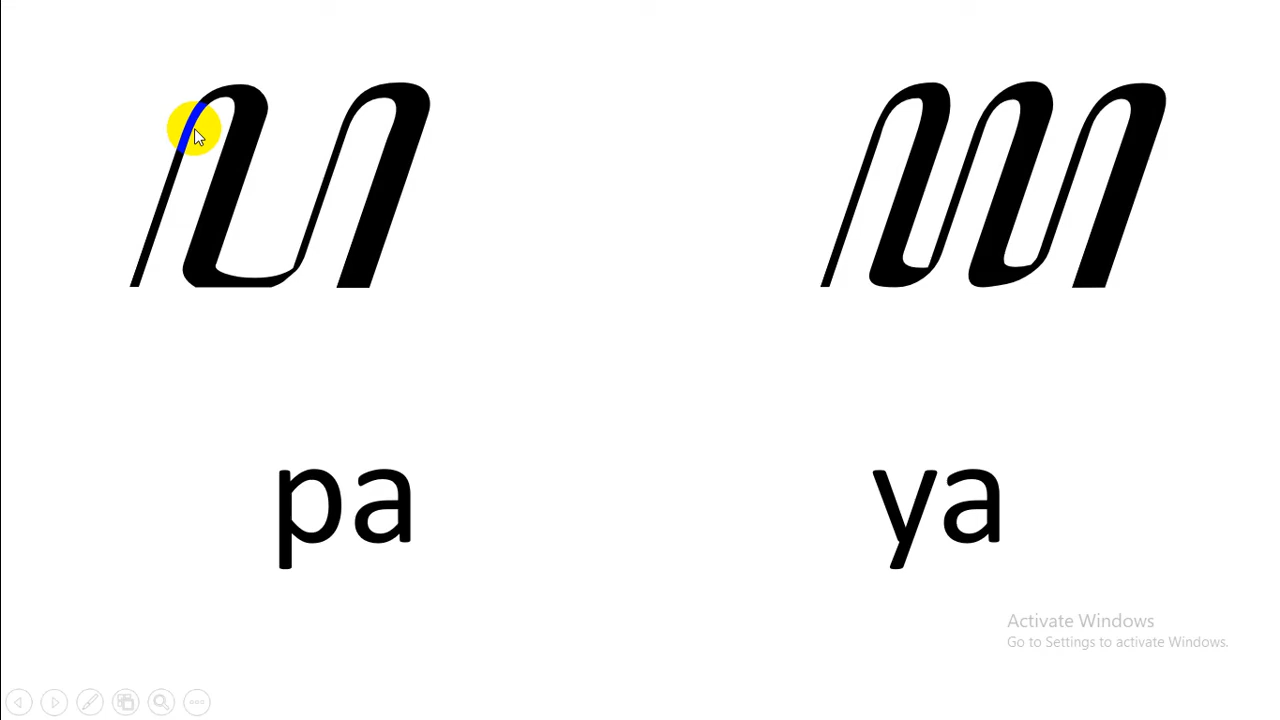 ꦥ ꦪ
pa ya
Activate Windows
Go to Settings to activate Windows.